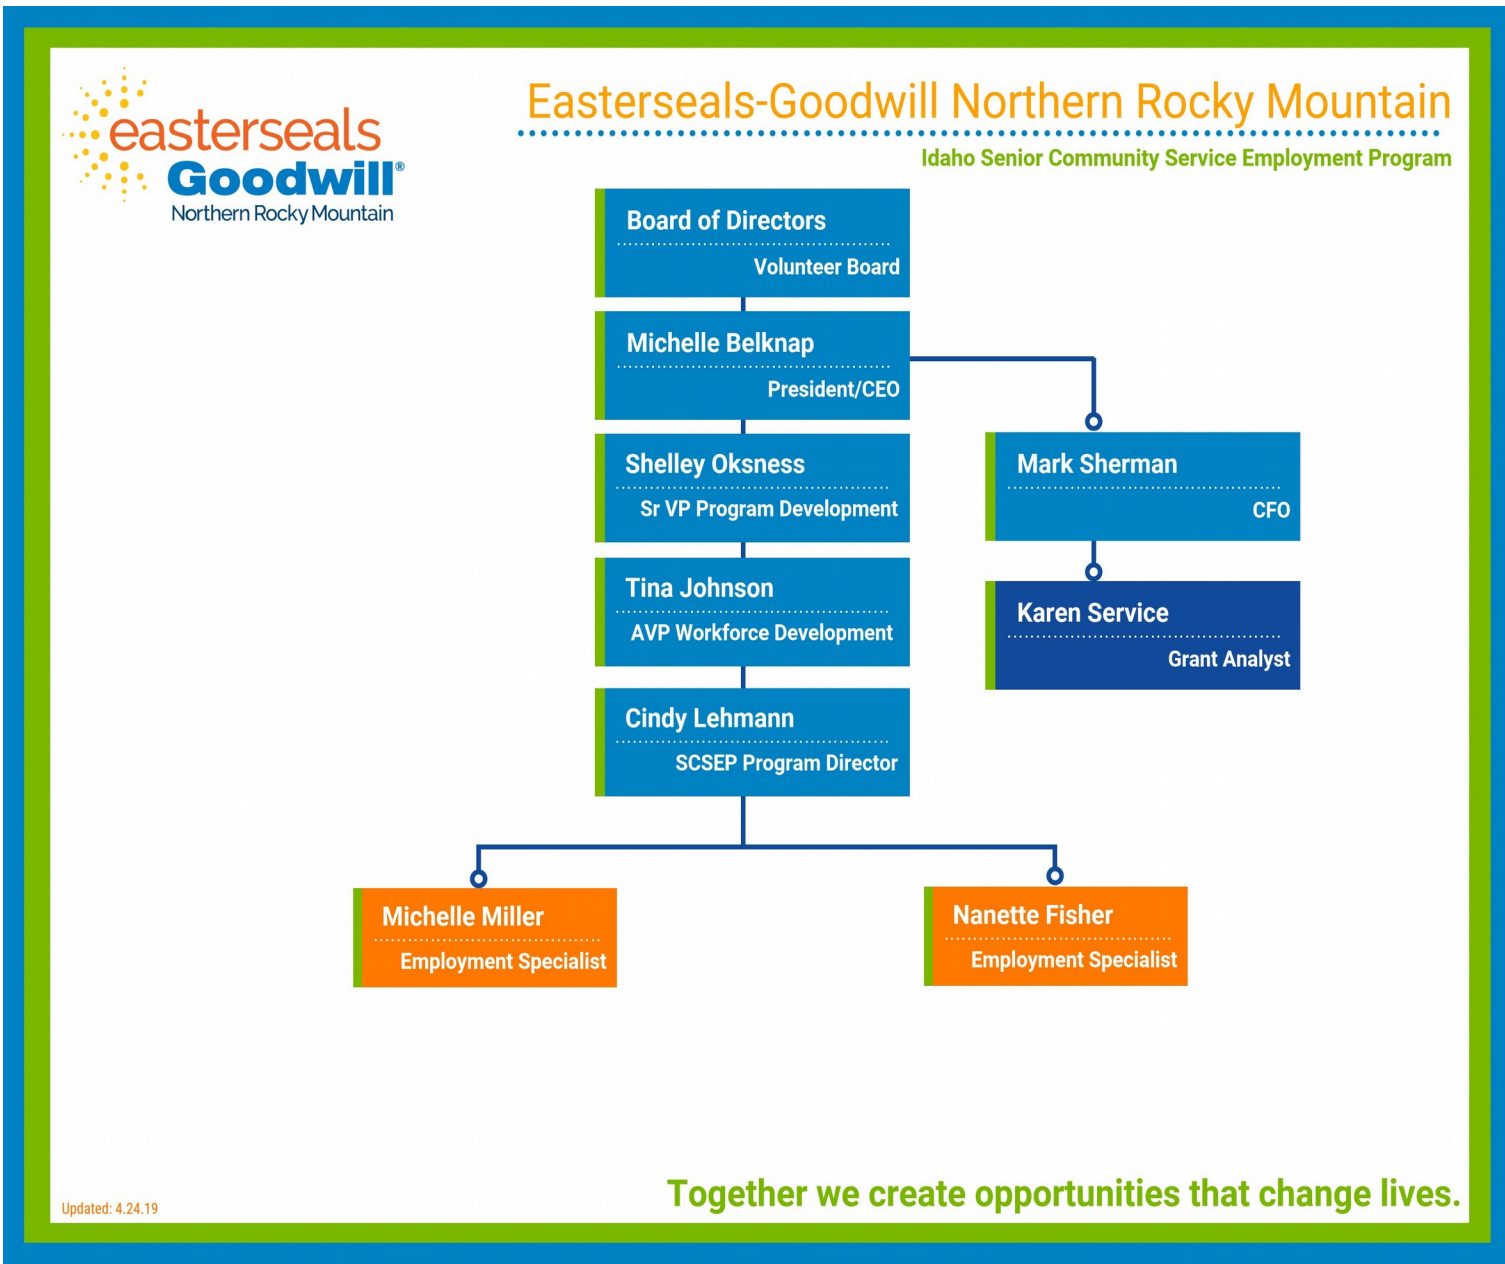 easterseals
Goodwill®
Northern Rocky Mountain
Easterseals-Goodwill Northern Rocky Mountain
Idaho Senior Community Service Employment Program
Board of Directors
Volunteer Board
Michelle Belknap
President/CEO
Shelley Oksness
Sr VP Program Development
Mark Sherman
CFO
Tina Johnson
AVP Workforce Development
Karen Service
Grant Analyst
Cindy Lehmann
SCSEP Program Director
Michelle Miller
Employment Specialist
Nanette Fisher
Employment Specialist
Together we create opportunities that change lives.
Updated: 4.24.19